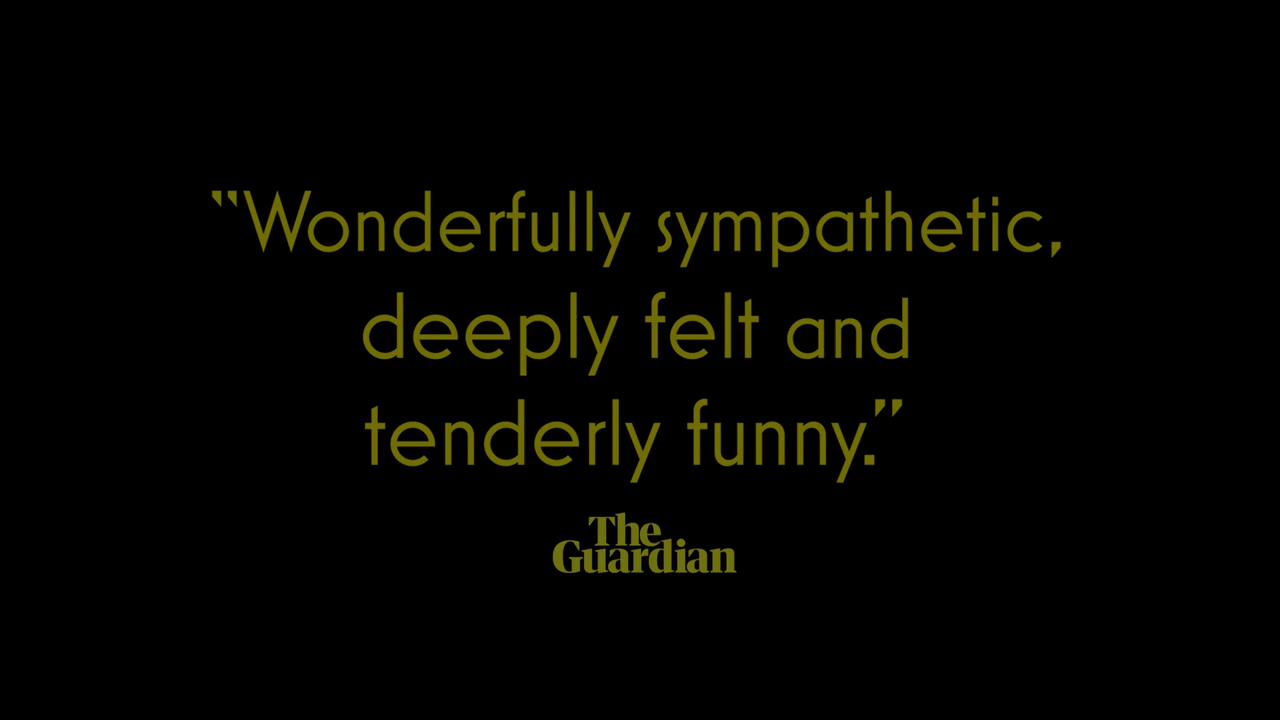 “Wonderfully sympathetic,
deeply felt and
tenderly funny.”
The
Guardian